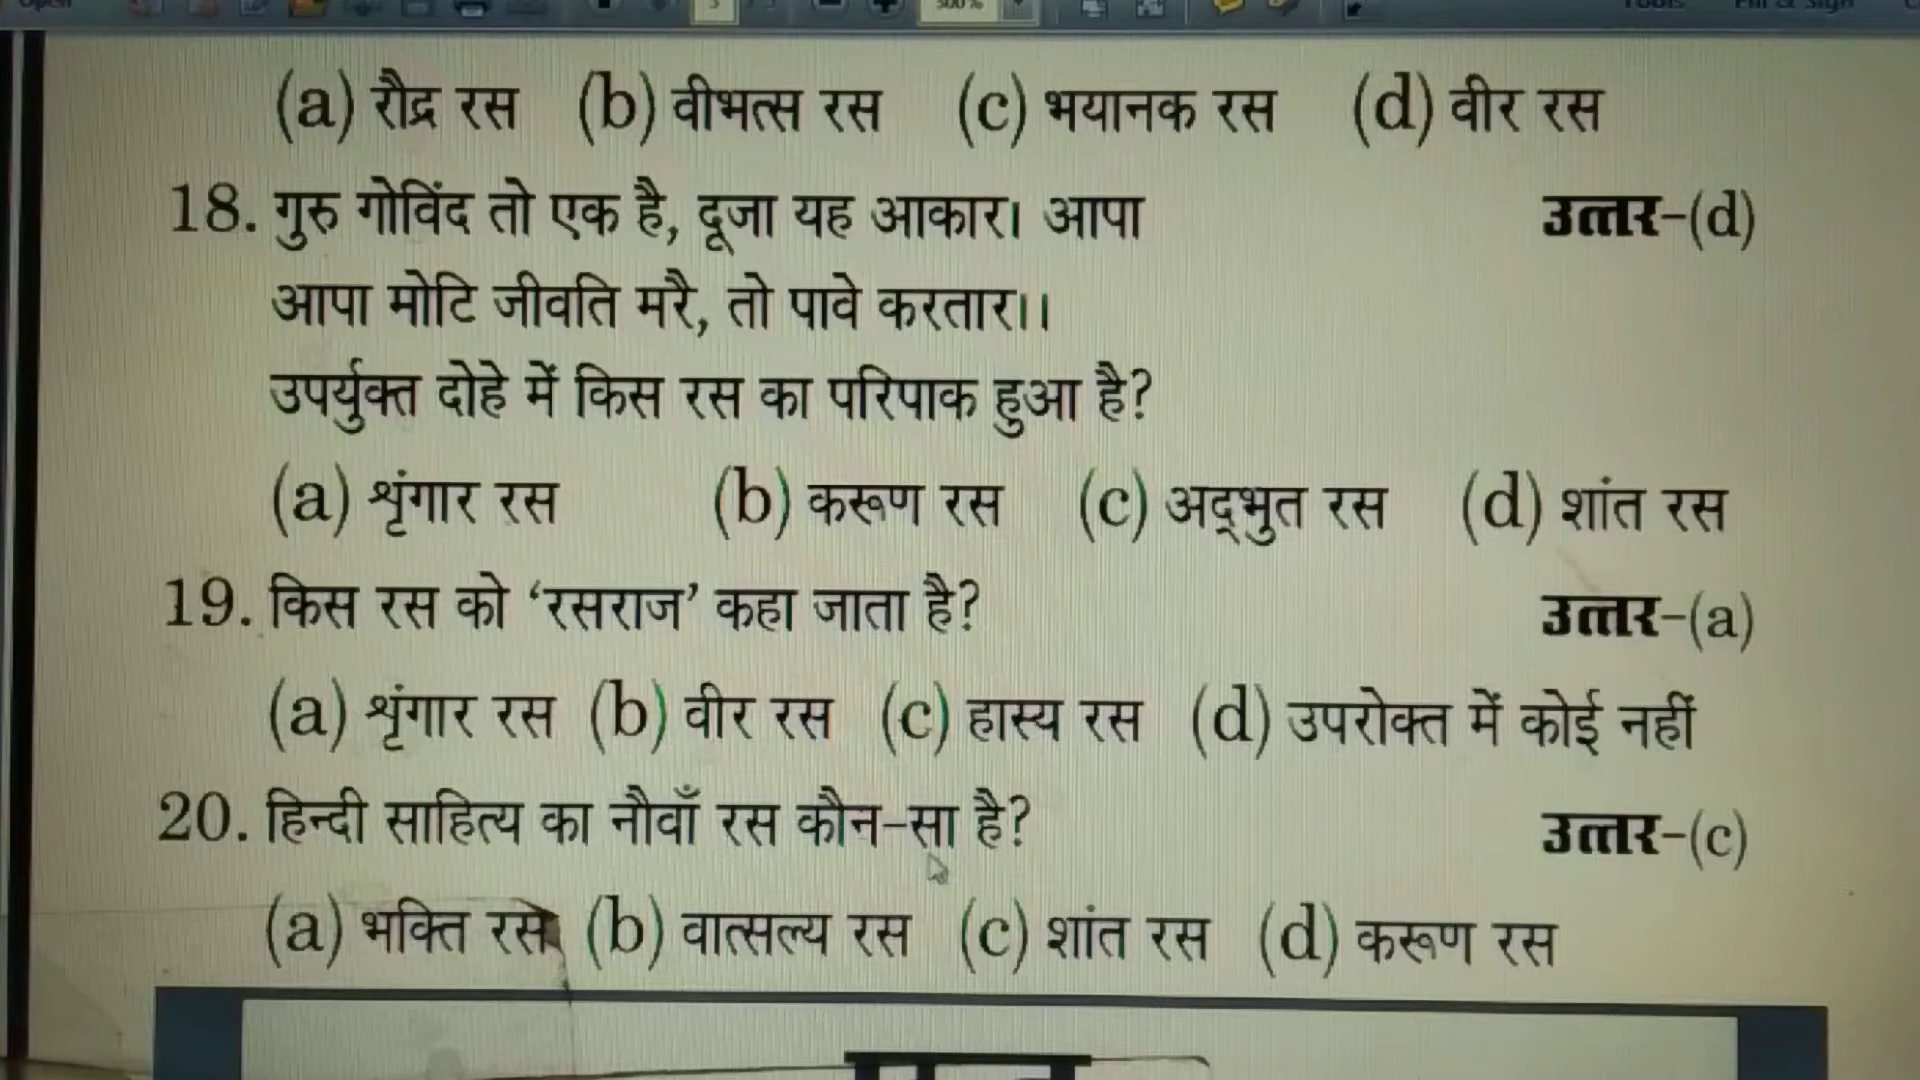 300%
(a) रौद्र रस (b) वीभत्स रस (c) भयानक रस (d) वीर रस
18. गुरु गोविंद तो एक है, दूजा यह आकार। आपा उत्तर-(d)
आपा मोटि जीवति मरै, तो पावे करतार।।
उपर्युक्त दोहे में किस रस का परिपाक हुआ है?
(a) शृंगार रस (b) करूण रस (c) अद्भुत रस (d) शांत रस
19. किस रस को ‘रसराज’ कहा जाता है? उत्तर-(a)
(a) शृंगार रस (b) वीर रस (c) हास्य रस (d) उपरोक्त में कोई नहीं
20. हिन्दी साहित्य का नौवाँ रस कौन-सा है? उत्तर-(c)
(a) भक्ति रस (b) वात्सल्य रस (c) शांत रस (d) करूण रस